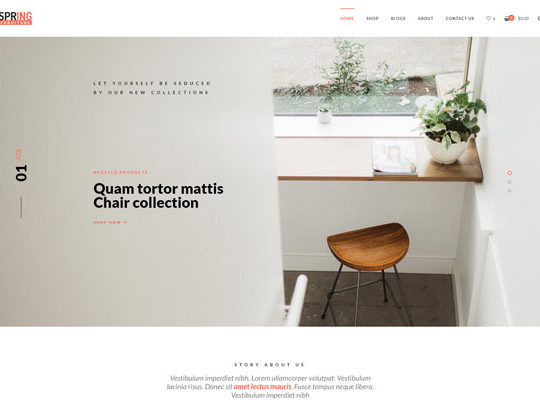 SPRING
FURNITURE
HOME SHOP BLOGS ABOUT CONTACT US 0 $0.00
LET YOURSELF BE SEDUCED
BY OUR NEW COLLECTIONS
01 /03
SPOTTED PRODUCTS
Quam tortor mattis
Chair collection
SHOP NOW
STORY ABOUT US
Vestibulum imperdiet nibh. Lorem ullamcorper volutpat. Vestibulum
lacinia risus. Donec sit amet lectus mauris. Fusce tempus neque libero.
Vestibulum imperdiet nibh